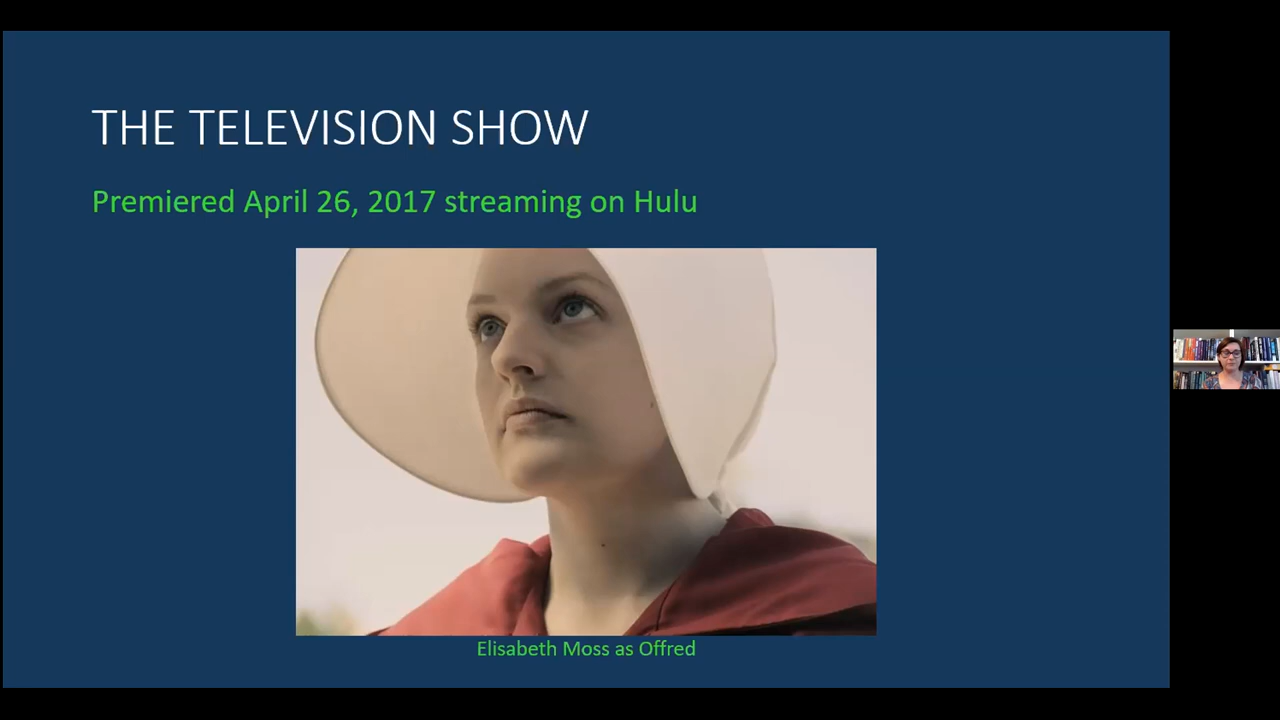 THE TELEVISION SHOW
Premiered April 26, 2017 streaming on Hulu
Elisabeth Moss as Offred